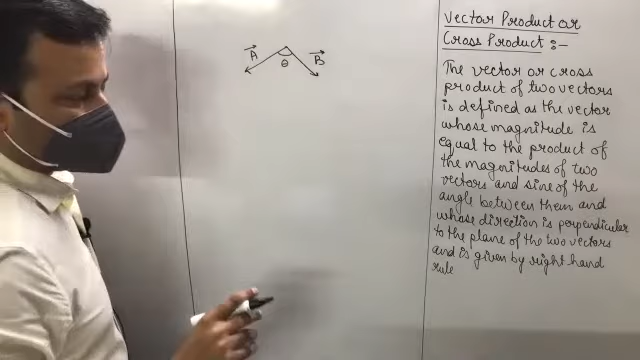 Vector Product or
Cross Product :-
The vector or cross
product of two vectors
is defined as the vector
whose magnitude is
equal to the product of
the magnitudes of two
vectors and sine of the
angle between them and
whose direction is perpendicular
to the plane of the two vectors
and is given by right hand
rule
A⃗
θ
B⃗